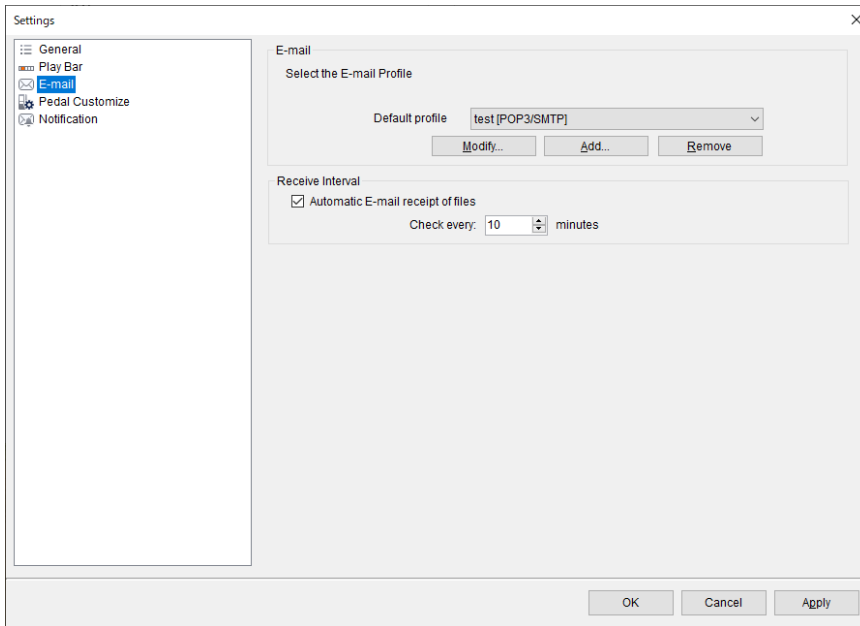 Settings
General
Play Bar
E-mail
Pedal Customize
Notification
E-mail
Select the E-mail Profile
Default profile test [POP3/SMTP]
Modify... Add... Remove
Receive Interval
Automatic E-mail receipt of files
Check every: 10 minutes
OK Cancel Apply